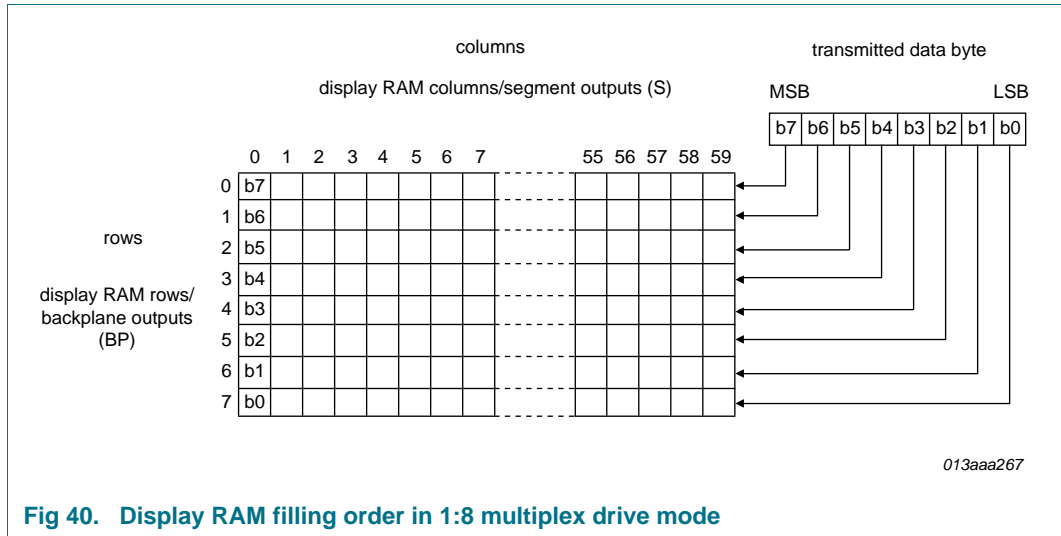 columns
display RAM columns/segment outputs (S)
transmitted data byte
MSB LSB
b7 b6 b5 b4 b3 b2 b1 b0
0 1 2 3 4 5 6 7 55 56 57 58 59
0 b7
1 b6
2 b5
3 b4
4 b3
5 b2
6 b1
7 b0
rows
display RAM rows/
backplane outputs
(BP)
013aaa267
Fig 40. Display RAM filling order in 1:8 multiplex drive mode